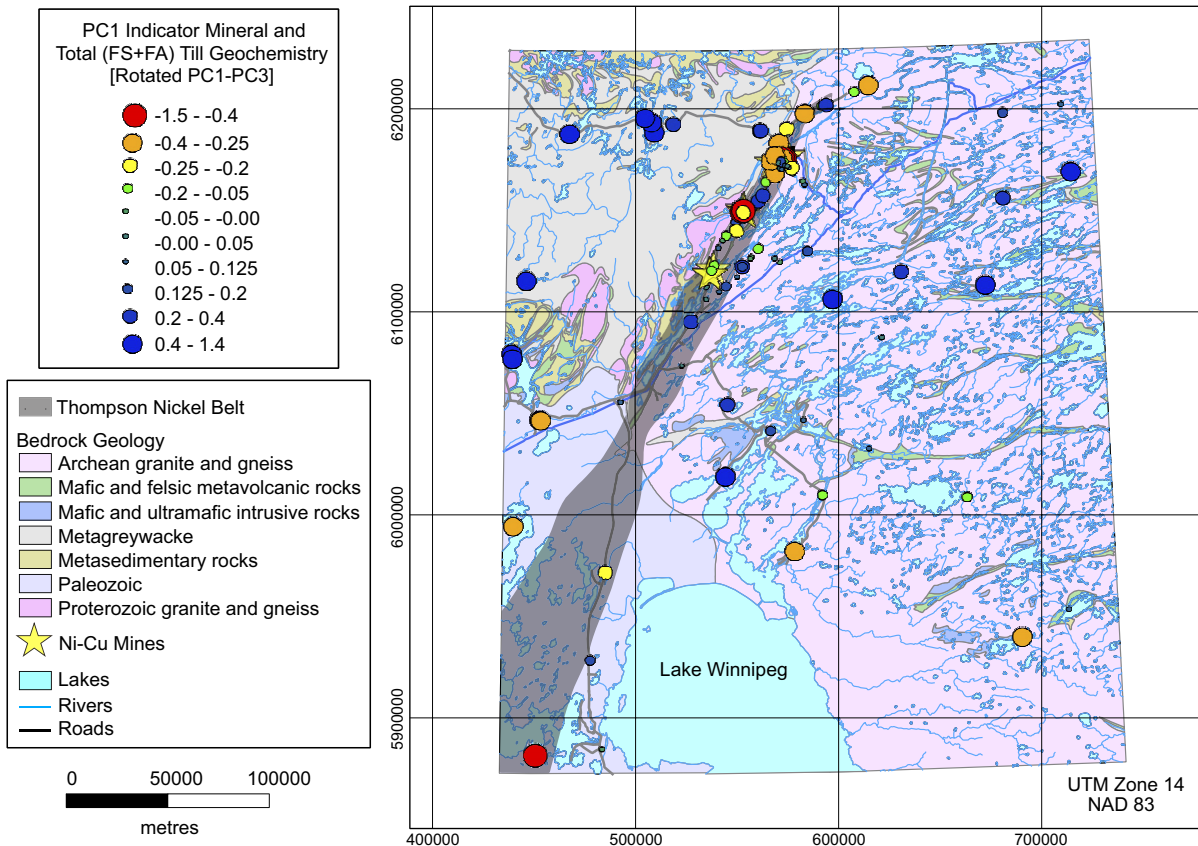 PC1 Indicator Mineral and
Total (FS+FA) Till Geochemistry
[Rotated PC1-PC3]
-1.5 - -0.4
-0.4 - -0.25
-0.25 - -0.2
-0.2 - -0.05
-0.05 - -0.00
-0.00 - 0.05
0.05 - 0.125
0.125 - 0.2
0.2 - 0.4
0.4 - 1.4
Thompson Nickel Belt
Bedrock Geology
Archean granite and gneiss
Mafic and felsic metavolcanic rocks
Mafic and ultramafic intrusive rocks
Metagreywacke
Metasedimentary rocks
Paleozoic
Proterozoic granite and gneiss
Ni-Cu Mines
Lakes
Rivers
Roads
0 50000 100000
metres
6200000
6100000
6000000
5900000
Lake Winnipeg
UTM Zone 14
NAD 83
400000 500000 600000 700000